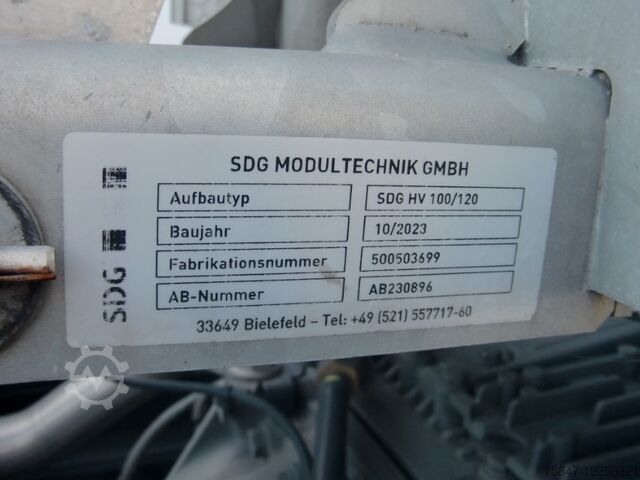 SDG MODULTECHNIK GMBH
Aufbautyp SDG HV 100/120
Baujahr 10/2023
Fabrikationsnummer 500503699
AB-Nummer AB230896
33649 Bielefeld – Tel: +49 (521) 557717-60
SDG